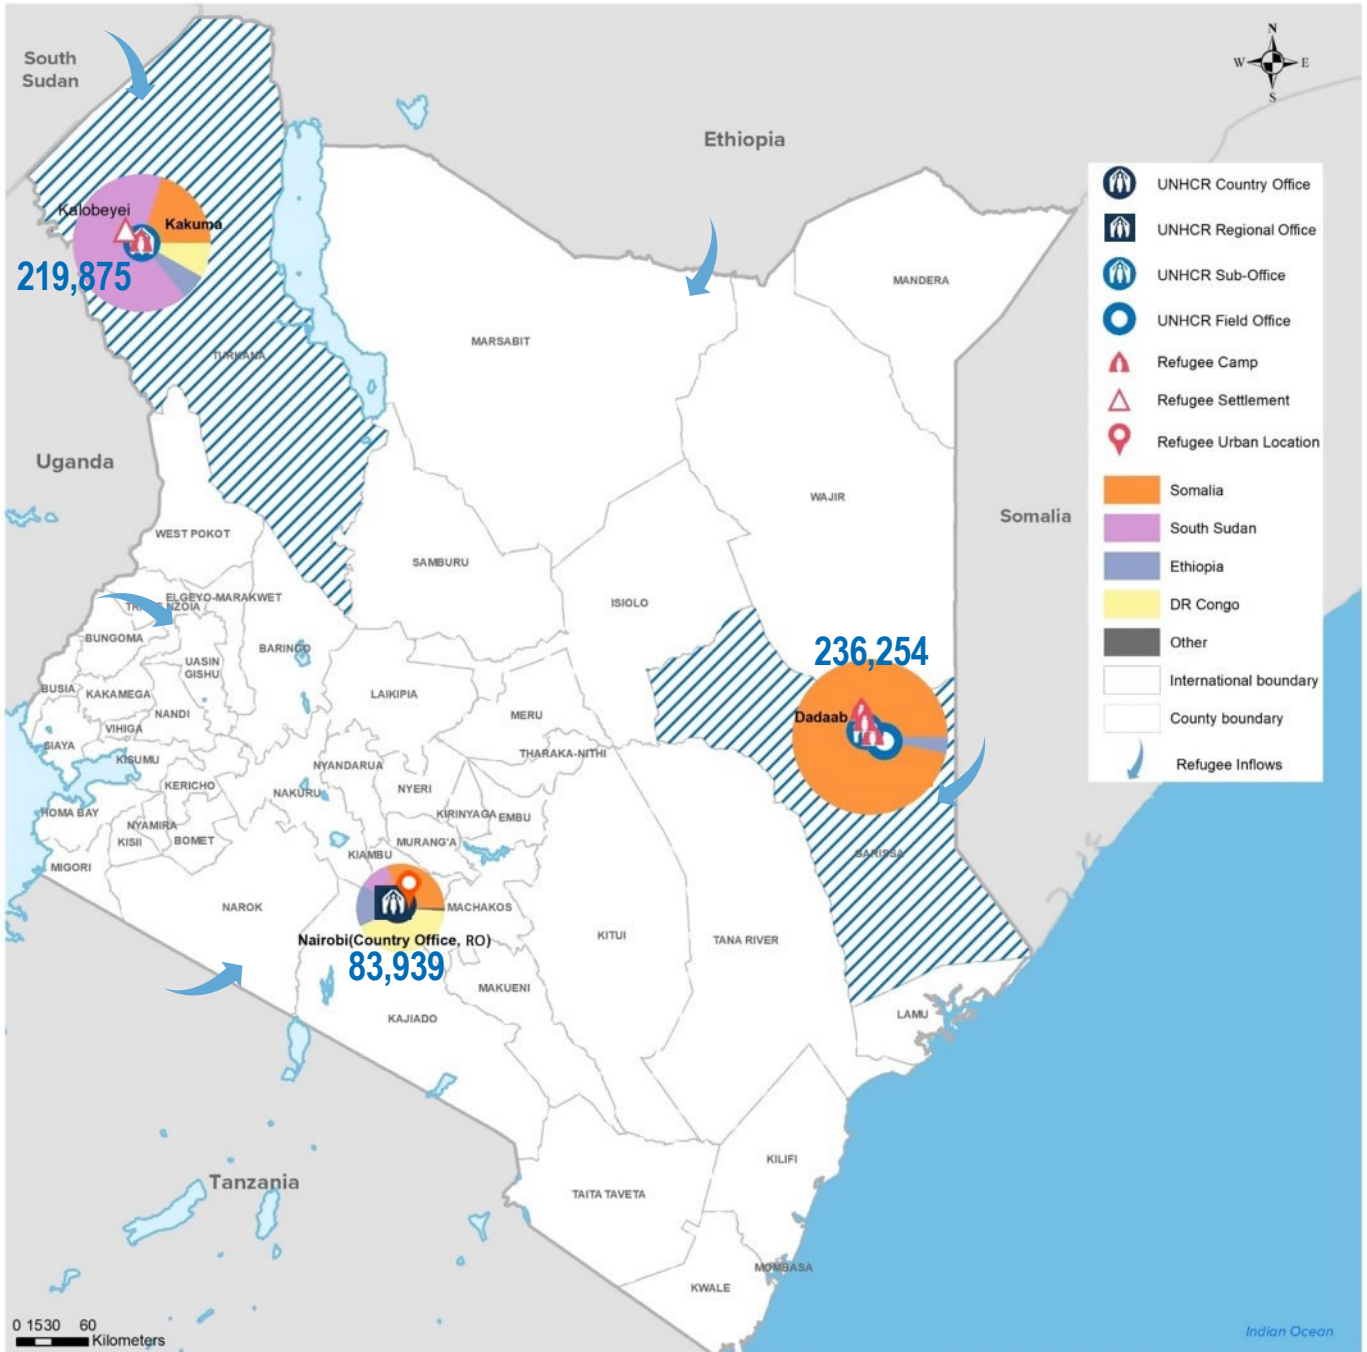 South
Sudan
N
W
E
S
Ethiopia
UNHCR Country Office
UNHCR Regional Office
UNHCR Sub-Office
UNHCR Field Office
Refugee Camp
Refugee Settlement
Refugee Urban Location
Somalia
South Sudan
Ethiopia
DR Congo
Other
International boundary
County boundary
Refugee Inflows
Kalobeyei
Kakuma
219,875
MANDERA
MARSABIT
TURKANA
Uganda
WAJIR
Somalia
WEST POKOT
SAMBURU
ELGEYO-MARAKWET
TRANS NZOIA
ISIOLO
BUNGOMA
BARINGO
236,254
UASIN
GISHU
BUSIA
KAKAMEGA
LAIKIPIA
NANDI
MERU
Dadaab
VIHIGA
SIAYA
KISUMU
THARAKA-NITHI
NYANDARUA
KERICHO
NAKURU
NYERI
HOMA BAY
KIRINYAGA
EMBU
NYAMIRA
KISII
BOMET
MURANG'A
KIAMBU
GARISSA
MIGORI
NAROK
MACHAKOS
Nairobi(Country Office, RO)
83,939
KITUI
TANA RIVER
MAKUENI
KAJIADO
LAMU
KILIFI
Tanzania
TAITA TAVETA
MOMBASA
KWALE
0 1530 60
Kilometers
Indian Ocean